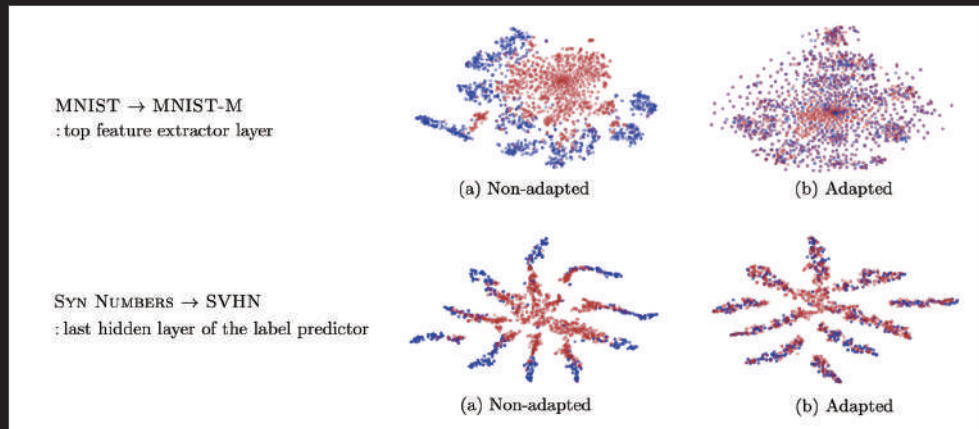 MNIST → MNIST-M
: top feature extractor layer
(a) Non-adapted
(b) Adapted
SYN NUMBERS → SVHN
: last hidden layer of the label predictor
(a) Non-adapted
(b) Adapted